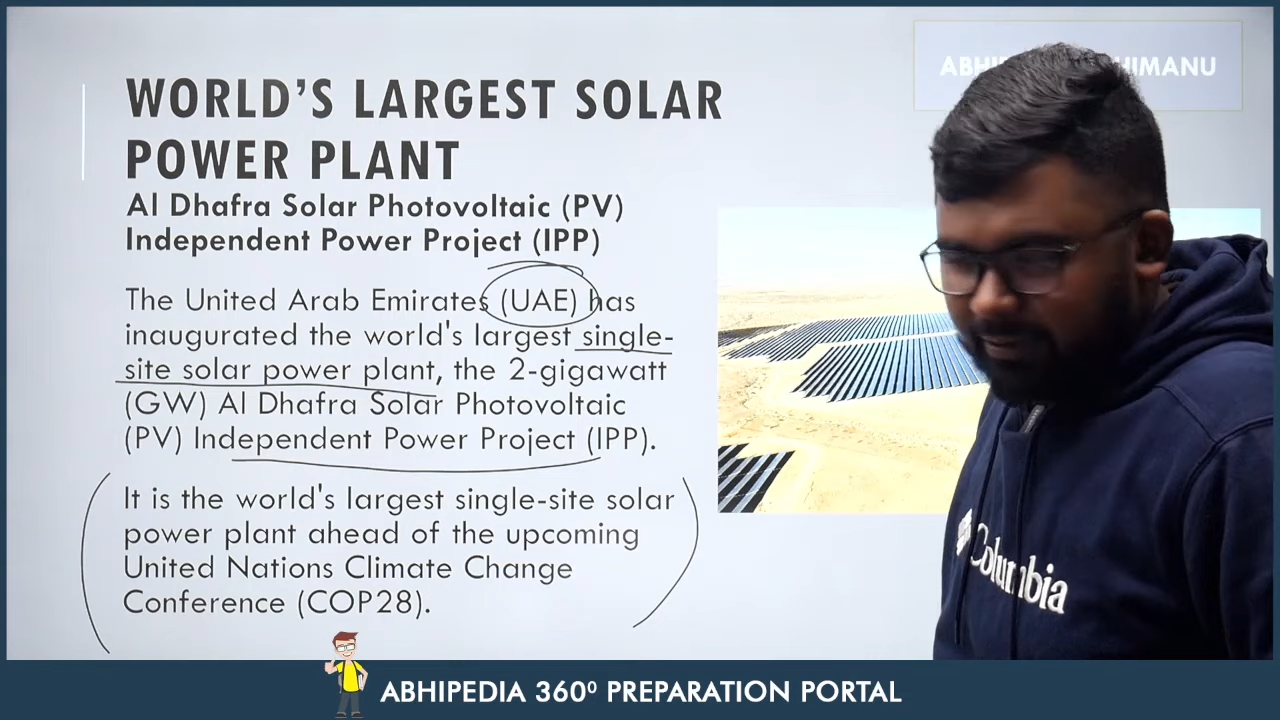 WORLD'S LARGEST SOLAR
POWER PLANT
Al Dhafra Solar Photovoltaic (PV)
Independent Power Project (IPP)
The United Arab Emirates (UAE) has
inaugurated the world's largest single-
site solar power plant, the 2-gigawatt
(GW) Al Dhafra Solar Photovoltaic
(PV) Independent Power Project (IPP).
It is the world's largest single-site solar
power plant ahead of the upcoming
United Nations Climate Change
Conference (COP28).
Columbia
ABHIPEDIA 360⁰ PREPARATION PORTAL